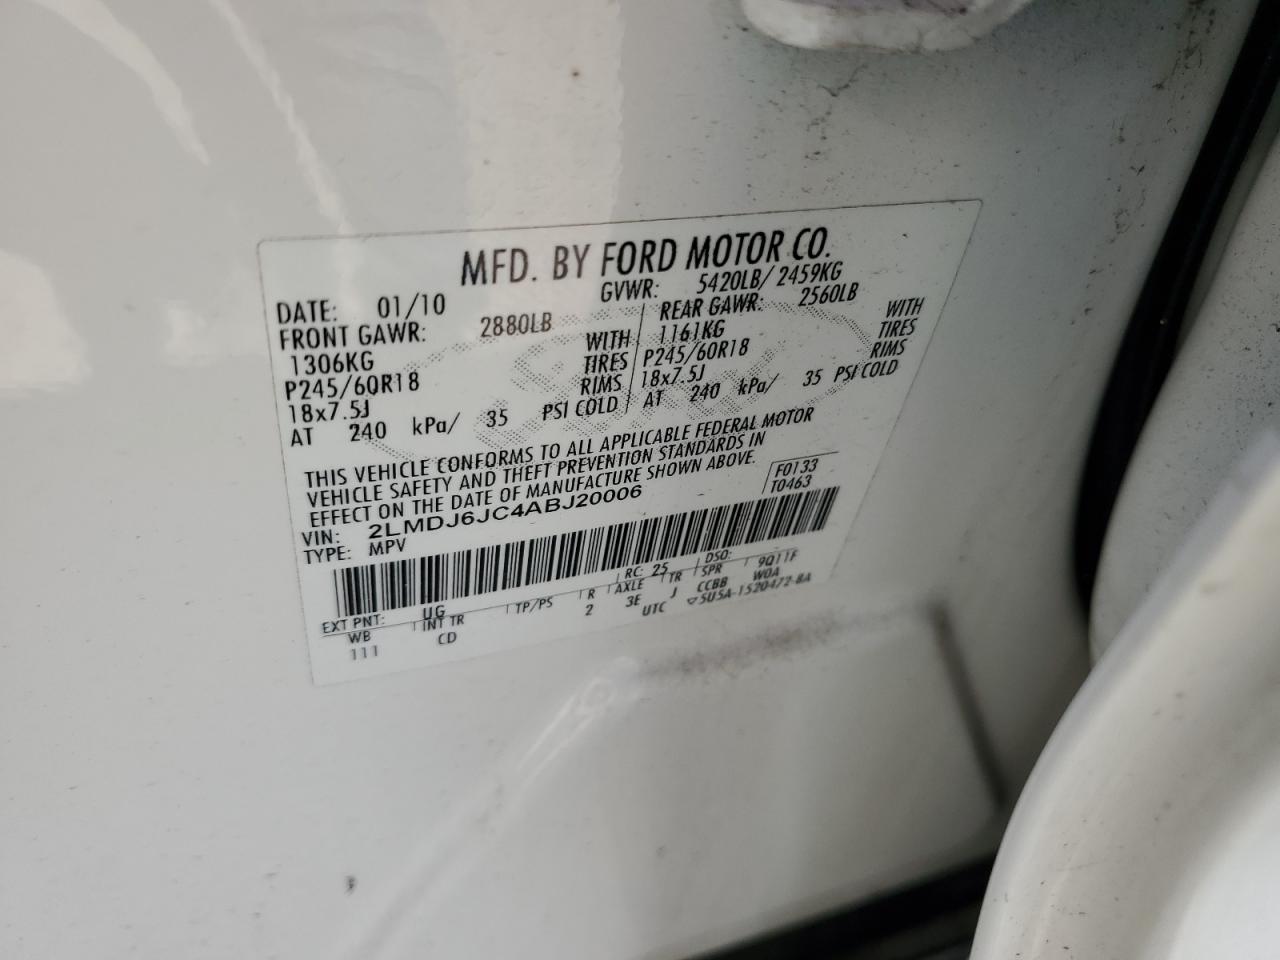 MFD. BY FORD MOTOR CO.
DATE: 01/10 GVWR: 5420LB/ 2459KG
FRONT GAWR: 2880LB REAR GAWR: 2560LB
1306KG WITH 1161KG WITH
P245/60R18 TIRES P245/60R18 TIRES
18x7.5J RIMS 18x7.5J RIMS
AT 240 kPa/ 35 PSI COLD AT 240 kPa/ 35 PSI COLD
THIS VEHICLE CONFORMS TO ALL APPLICABLE FEDERAL MOTOR
VEHICLE SAFETY AND THEFT PREVENTION STANDARDS IN
EFFECT ON THE DATE OF MANUFACTURE SHOWN ABOVE.
VIN: 2LMDJ6JC4ABJ20006 F0133
TYPE: MPV T0463
EXT PNT: UG RC: 25 DSO: 9Q11F
WB INT TR TP/PS R AXLE TR SPR
111 CD 2 3E J CCBB WOA
UTC ▽5U5A-1520472-BA